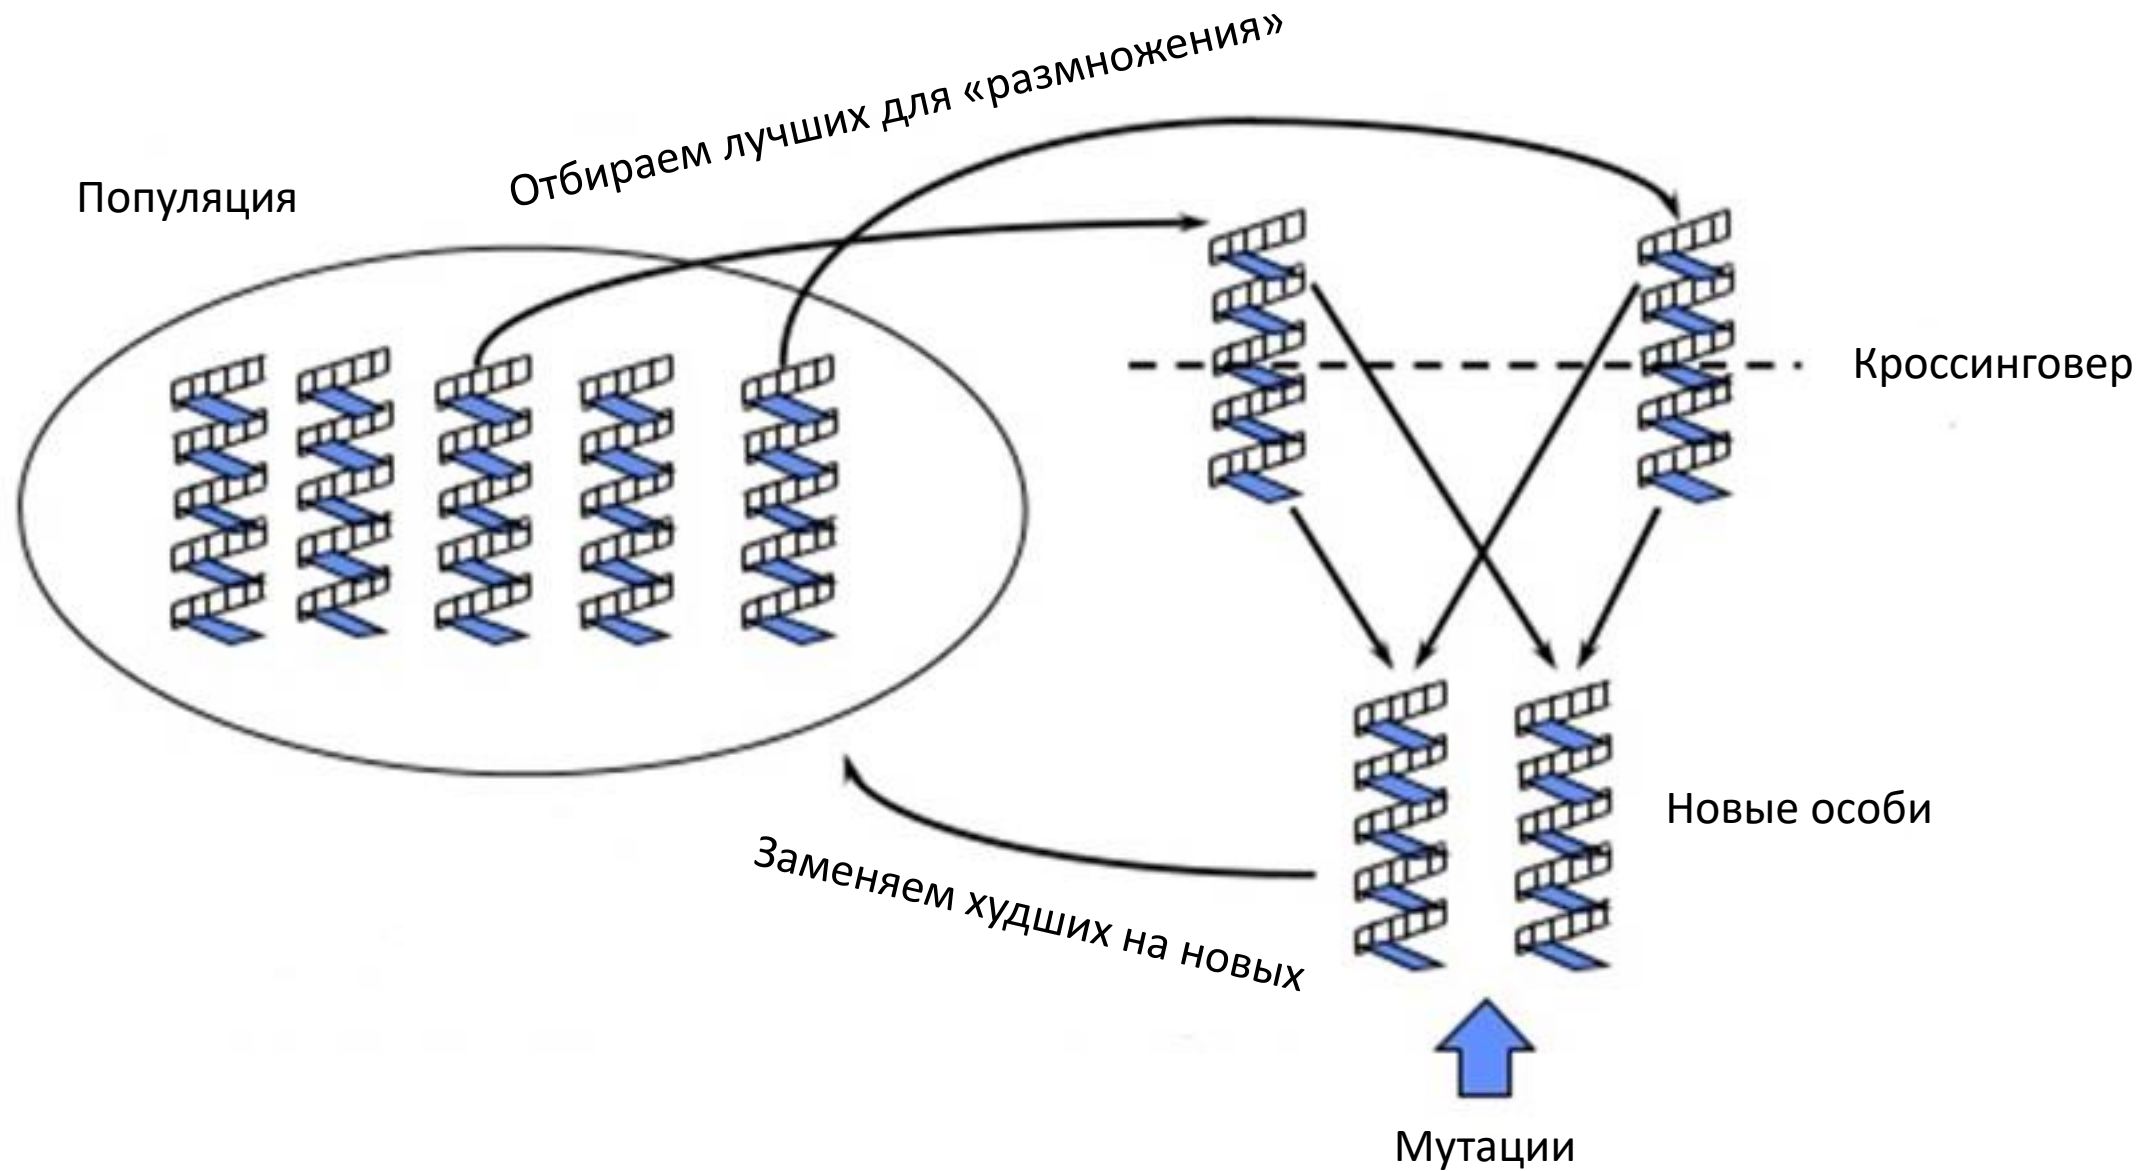 Отбираем лучших для «размножения»
Популяция
Кроссинговер
Новые особи
Заменяем худших на новых
Мутации